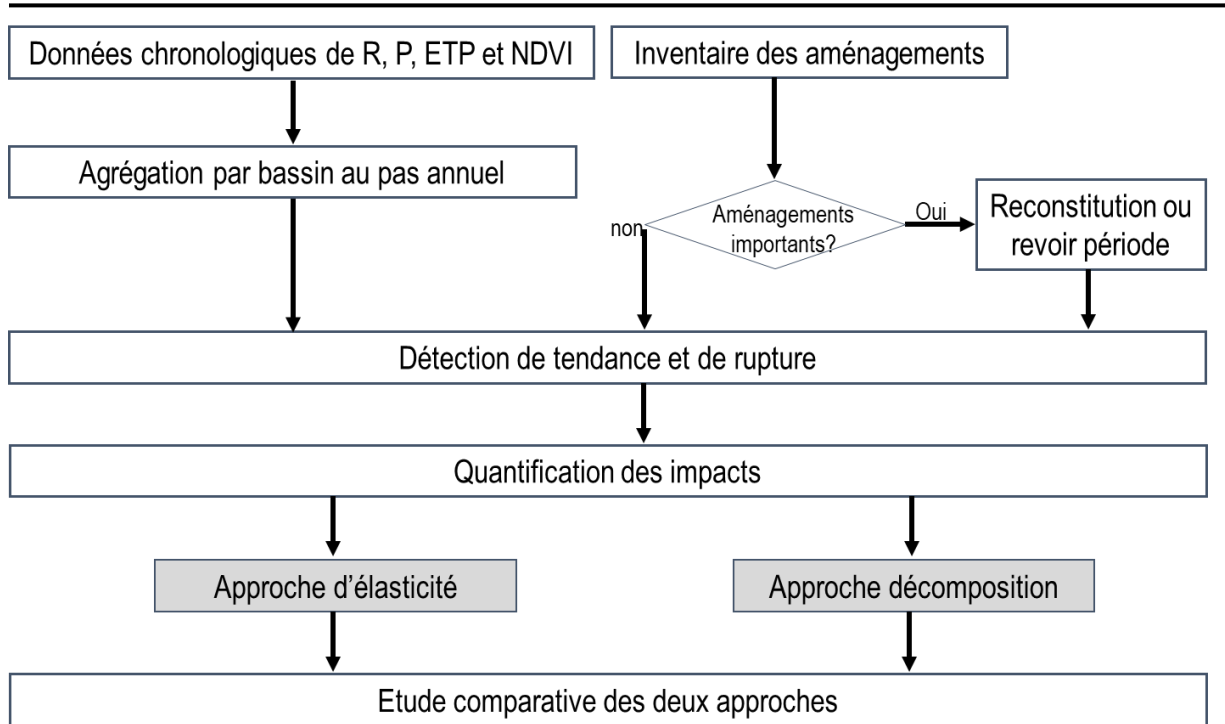 Données chronologiques de R, P, ETP et NDVI
Inventaire des aménagements
Agrégation par bassin au pas annuel
Aménagements
importants?
non
Oui
Reconstitution ou
revoir période
Détection de tendance et de rupture
Quantification des impacts
Approche d'élasticité
Approche décomposition
Etude comparative des deux approches